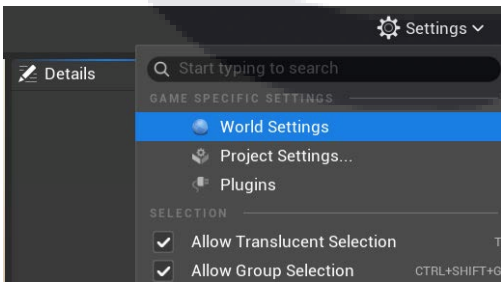 Settings
Details
Start typing to search
GAME SPECIFIC SETTINGS
World Settings
Project Settings...
Plugins
SELECTION
Allow Translucent Selection T
Allow Group Selection CTRL+SHIFT+G